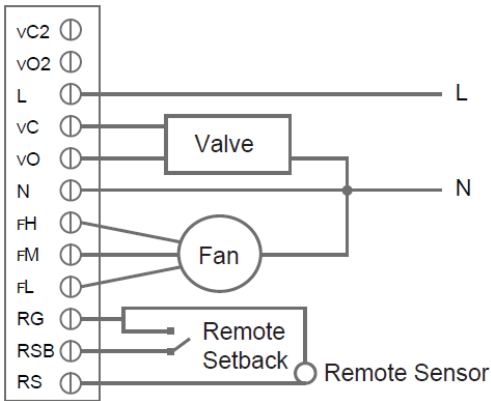 vC2
vO2
L L
vC
Valve
vO
N N
FH
FM Fan
FL
RG
Remote
RSB
Setback
RS Remote Sensor